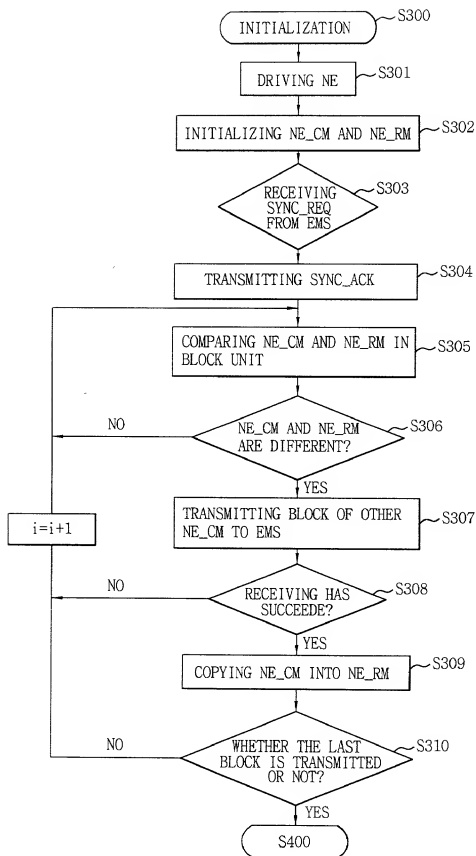 INITIALIZATION
S300
DRIVING NE
S301
INITIALIZING NE_CM AND NE_RM
S302
RECEIVING
SYNC_REQ
FROM EMS
S303
TRANSMITTING SYNC_ACK
S304
COMPARING NE_CM AND NE_RM IN
BLOCK UNIT
S305
NO
NE_CM AND NE_RM
ARE DIFFERENT?
S306
YES
i=i+1
TRANSMITTING BLOCK OF OTHER
NE_CM TO EMS
S307
NO
RECEIVING HAS
SUCCEEDE?
S308
YES
COPYING NE_CM INTO NE_RM
S309
NO
WHETHER THE LAST
BLOCK IS TRANSMITTED
OR NOT?
S310
YES
S400